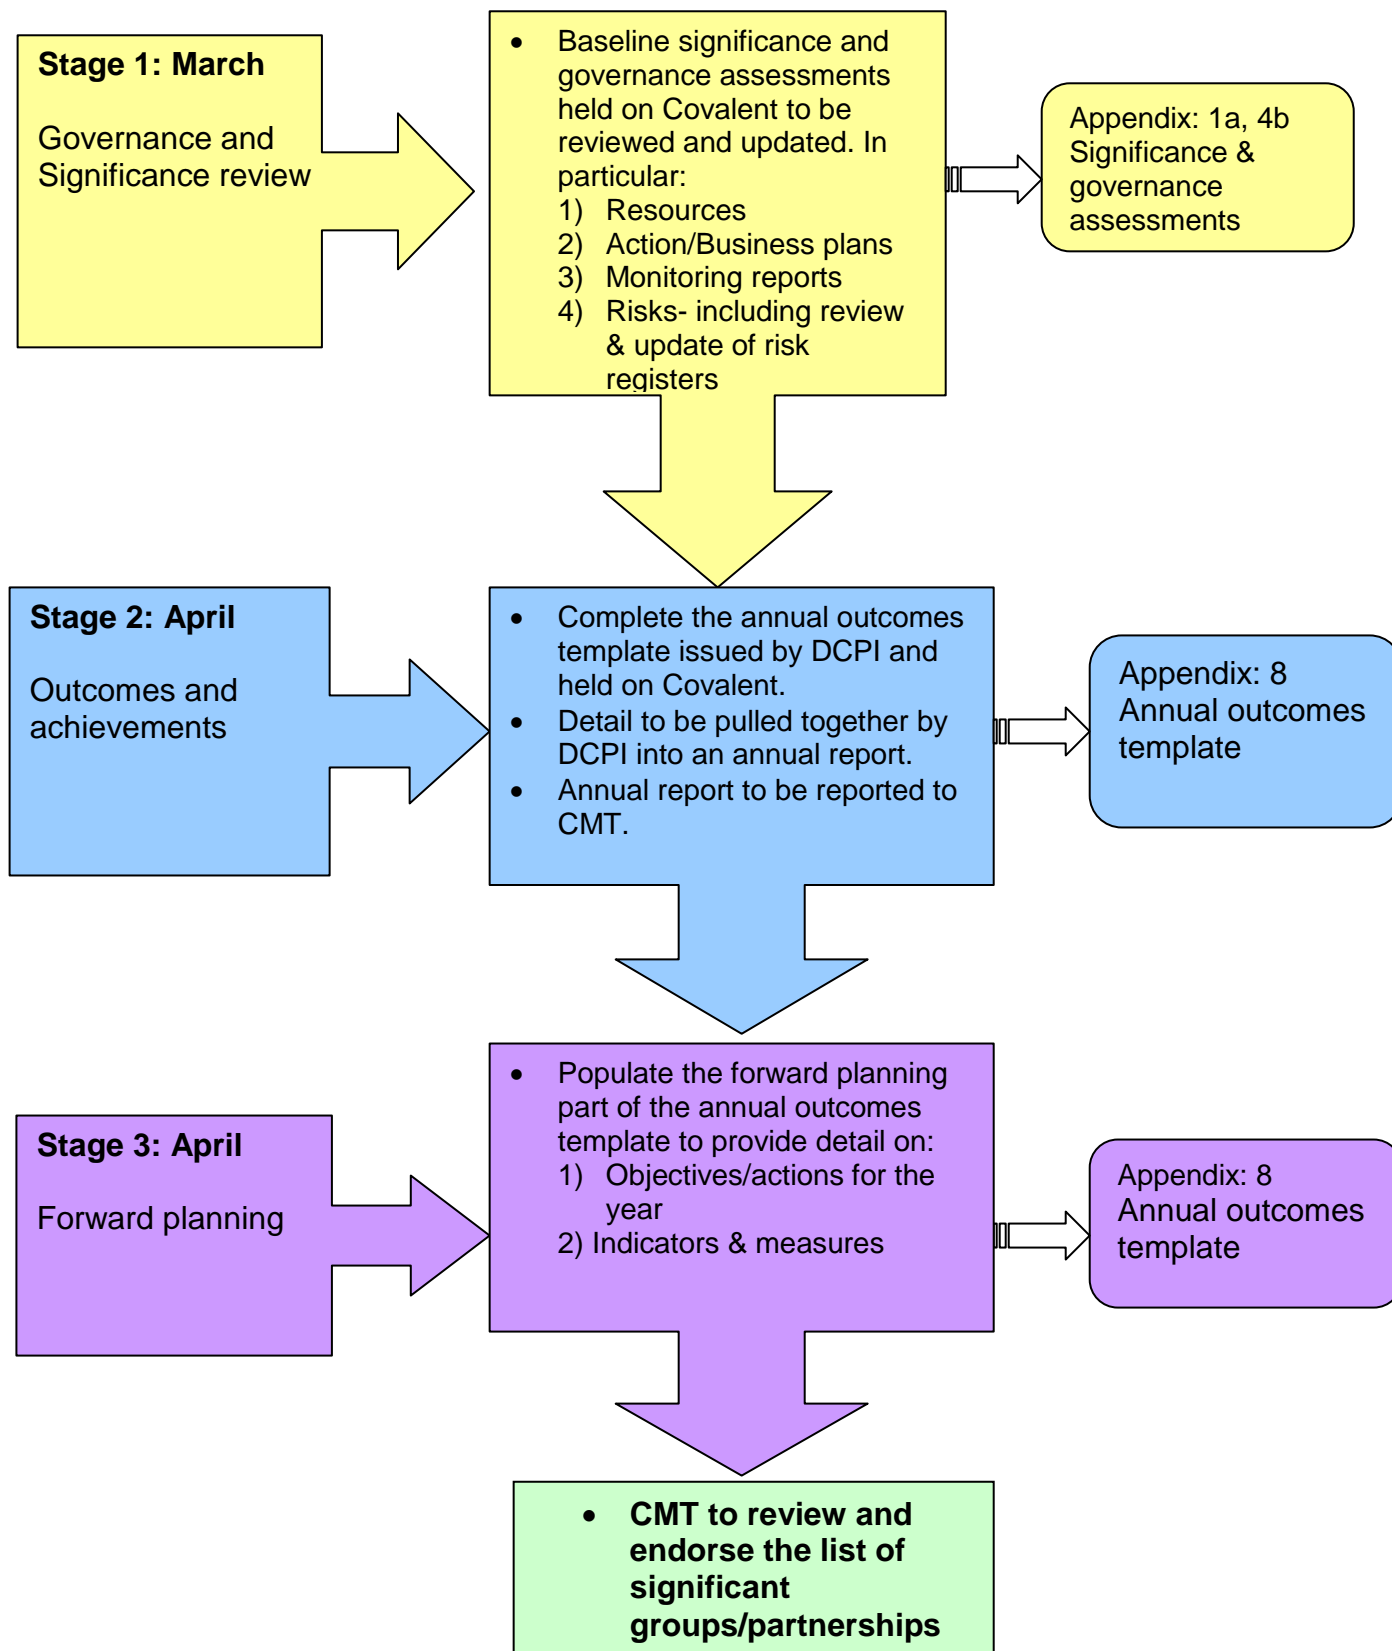 Stage 1: March
Governance and
Significance review
• Baseline significance and
governance assessments
held on Covalent to be
reviewed and updated. In
particular:
1) Resources
2) Action/Business plans
3) Monitoring reports
4) Risks- including review
& update of risk
registers
Appendix: 1a, 4b
Significance &
governance
assessments
Stage 2: April
Outcomes and
achievements
• Complete the annual outcomes
template issued by DCPI and
held on Covalent.
• Detail to be pulled together by
DCPI into an annual report.
• Annual report to be reported to
CMT.
Appendix: 8
Annual outcomes
template
Stage 3: April
Forward planning
• Populate the forward planning
part of the annual outcomes
template to provide detail on:
1) Objectives/actions for the
year
2) Indicators & measures
Appendix: 8
Annual outcomes
template
• CMT to review and
endorse the list of
significant
groups/partnerships